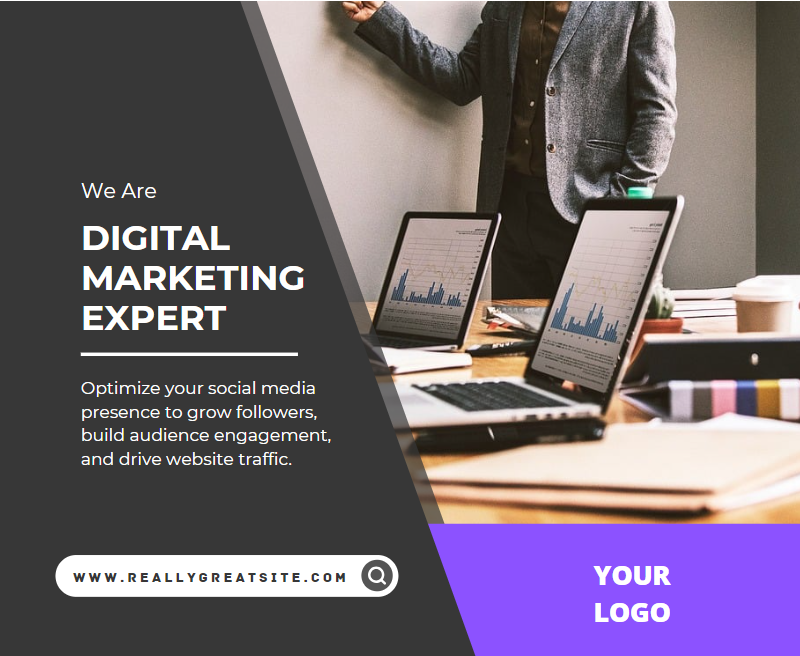 We Are
DIGITAL
MARKETING
EXPERT
Optimize your social media
presence to grow followers,
build audience engagement,
and drive website traffic.
WWW.REALLYGREATSITE.COM
YOUR
LOGO